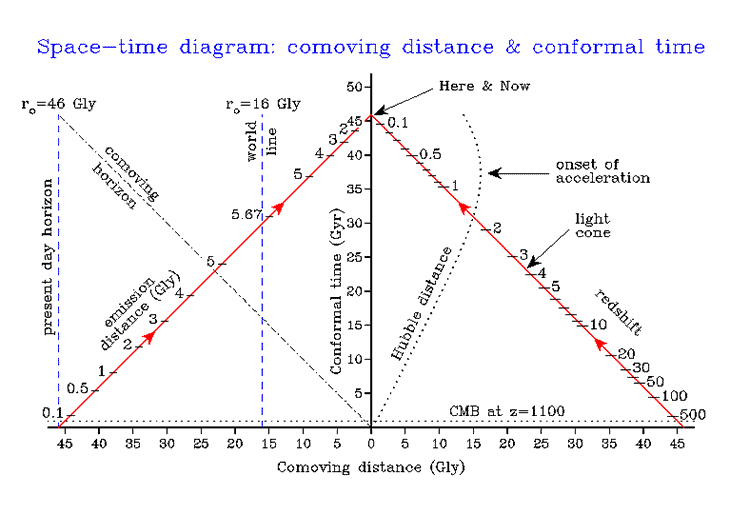 Space-time diagram: comoving distance & conformal time
r₀=46 Gly
r₀=16 Gly
Here & Now
comoving
horizon
world
line
onset of
acceleration
present day horizon
emission
distance (Gly)
light
cone
redshift
Hubble distance
Conformal time (Gyr)
50
45
40
35
30
25
20
15
10
5
2
3
4
5
5.67
5
4
3
2
1
0.5
0.1
0.1
0.5
1
2
3
4
5
10
20
30
50
100
500
CMB at z=1100
45 40 35 30 25 20 15 10 5 0 5 10 15 20 25 30 35 40 45
Comoving distance (Gly)